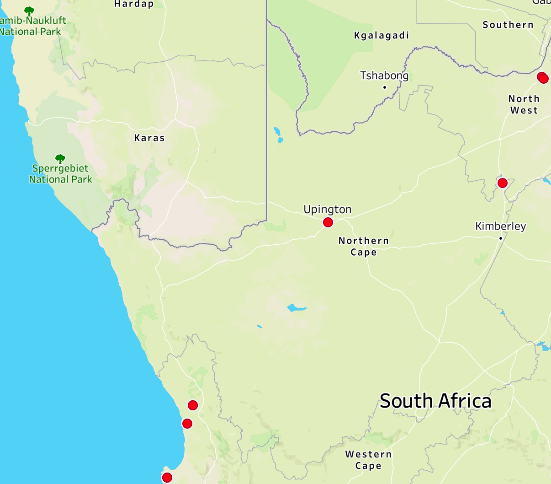 Hardap
amib-Naukluft
National Park
Southern
Kgalagadi
Tshabong
North
West
Karas
Sperrgebiet
National Park
Upington
Kimberley
Northern
Cape
South Africa
Western
Cape